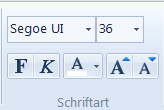 Segoe UI 36
F K A A A
Schriftart